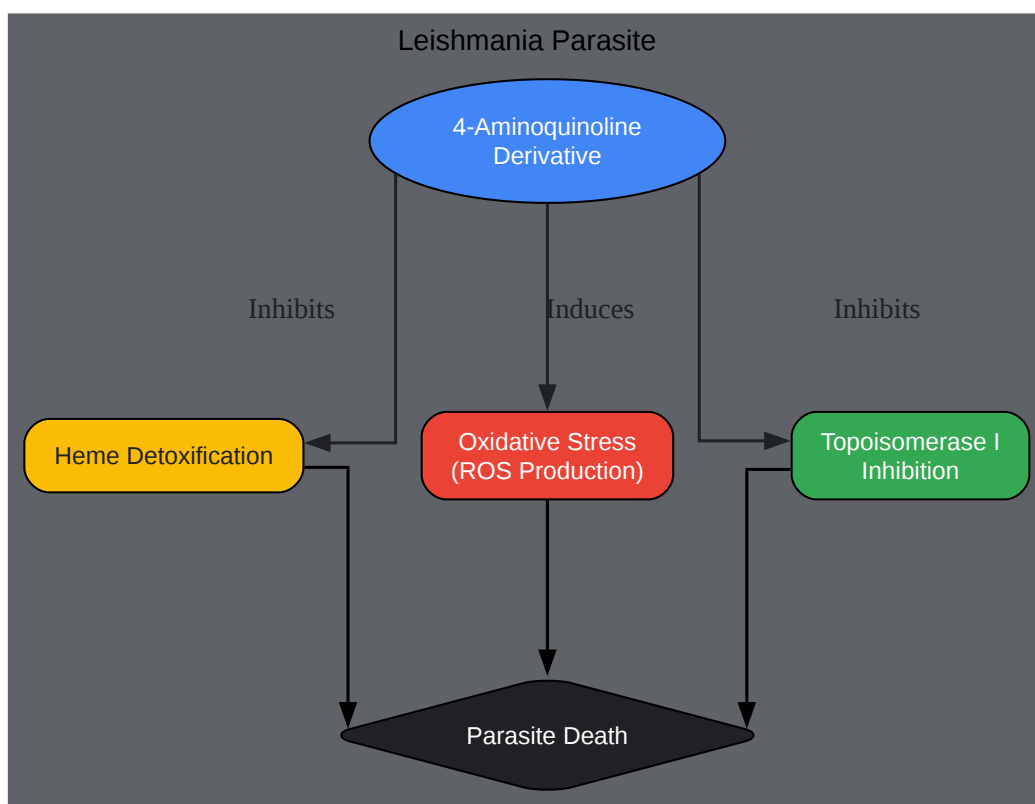 Leishmania Parasite
4-Aminoquinoline
Derivative
Inhibits
Induces
Inhibits
Heme Detoxification
Oxidative Stress
(ROS Production)
Topoisomerase I
Inhibition
Parasite Death